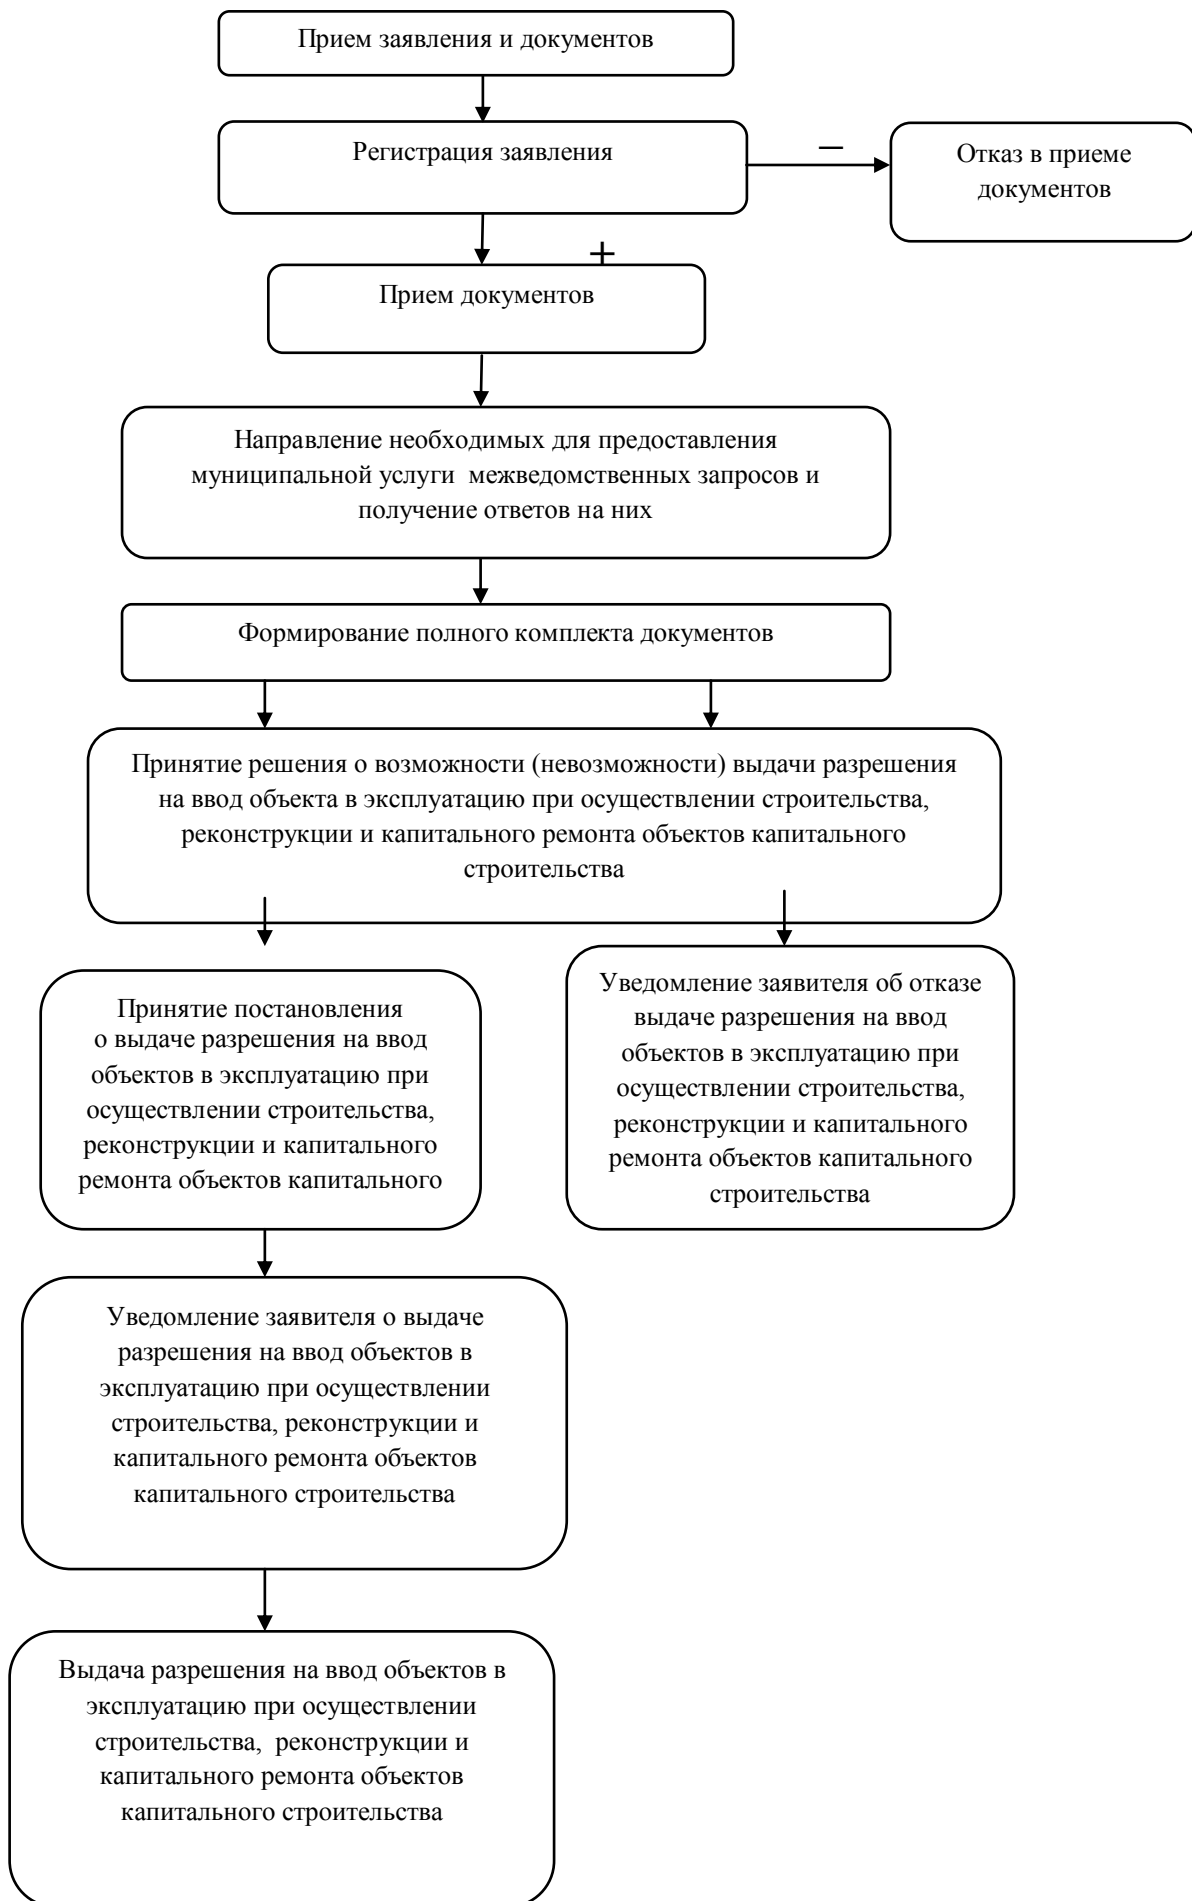 Прием заявления и документов
Регистрация заявления
–
Отказ в приеме
документов
+
Прием документов
Направление необходимых для предоставления
муниципальной услуги межведомственных запросов и
получение ответов на них
Формирование полного комплекта документов
Принятие решения о возможности (невозможности) выдачи разрешения
на ввод объекта в эксплуатацию при осуществлении строительства,
реконструкции и капитального ремонта объектов капитального
строительства
Принятие постановления
о выдаче разрешения на ввод
объектов в эксплуатацию при
осуществлении строительства,
реконструкции и капитального
ремонта объектов капитального
Уведомление заявителя об отказе
выдаче разрешения на ввод
объектов в эксплуатацию при
осуществлении строительства,
реконструкции и капитального
ремонта объектов капитального
строительства
Уведомление заявителя о выдаче
разрешения на ввод объектов в
эксплуатацию при осуществлении
строительства, реконструкции и
капитального ремонта объектов
капитального строительства
Выдача разрешения на ввод объектов в
эксплуатацию при осуществлении
строительства, реконструкции и
капитального ремонта объектов
капитального строительства